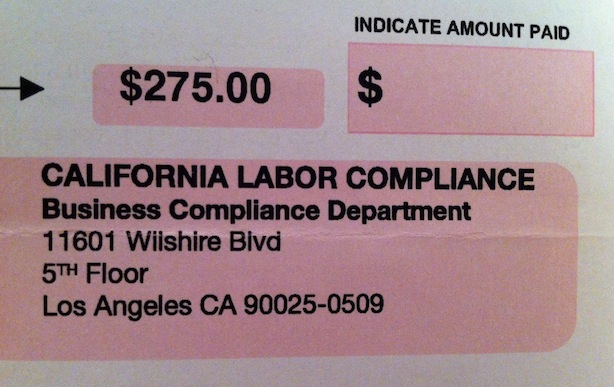 INDICATE AMOUNT PAID
$275.00
$
CALIFORNIA LABOR COMPLIANCE
Business Compliance Department
11601 Wilshire Blvd
5TH Floor
Los Angeles CA 90025-0509